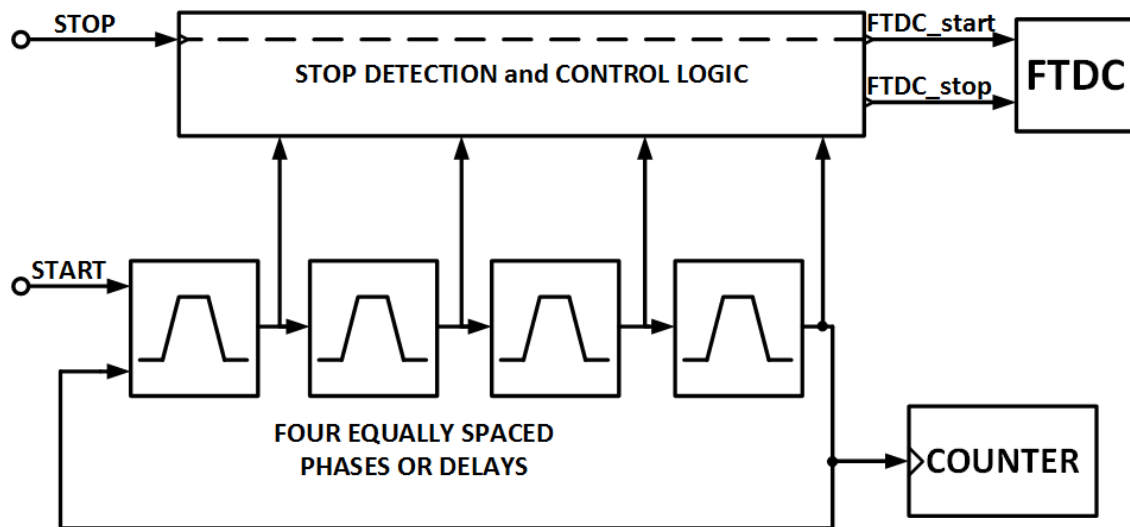 STOP
FTDC_start
STOP DETECTION and CONTROL LOGIC
FTDC_stop
FTDC
START
FOUR EQUALLY SPACED
PHASES OR DELAYS
COUNTER